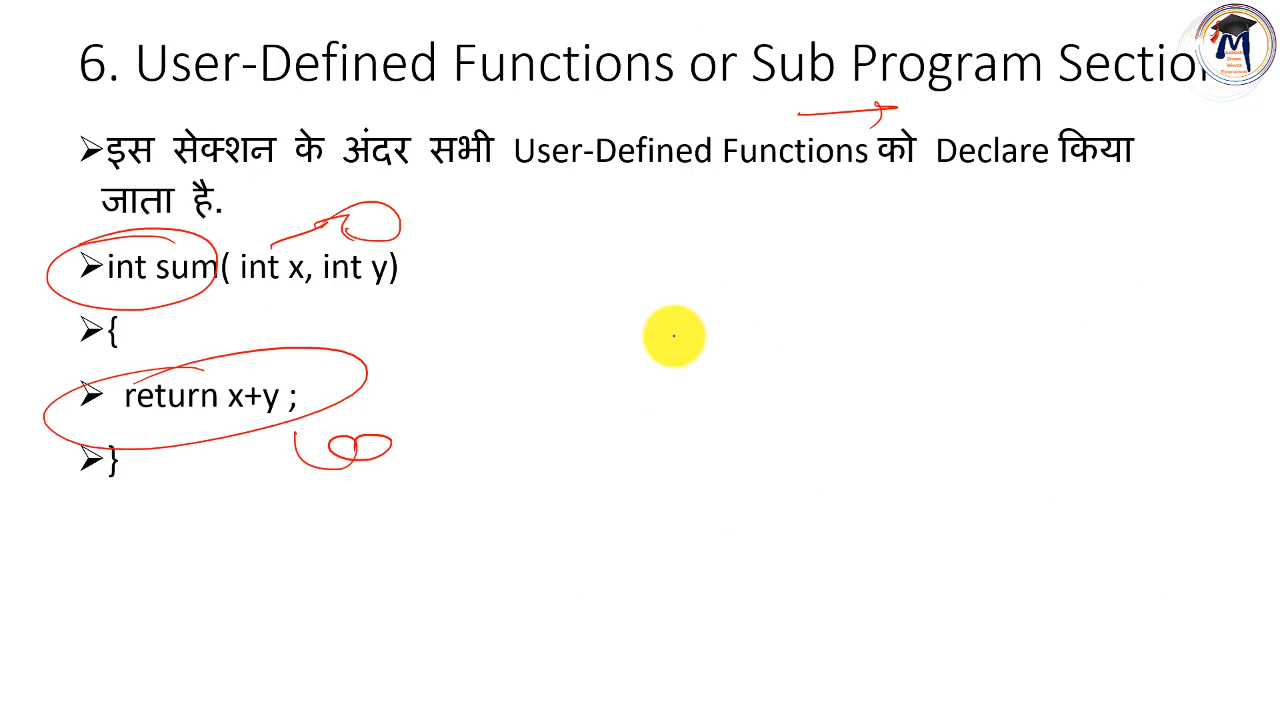 6. User-Defined Functions or Sub Program Section
➢इस सेक्शन के अंदर सभी User-Defined Functions को Declare किया
जाता है.
➢int sum( int x, int y)
➢{
➢ return x+y ;
➢}